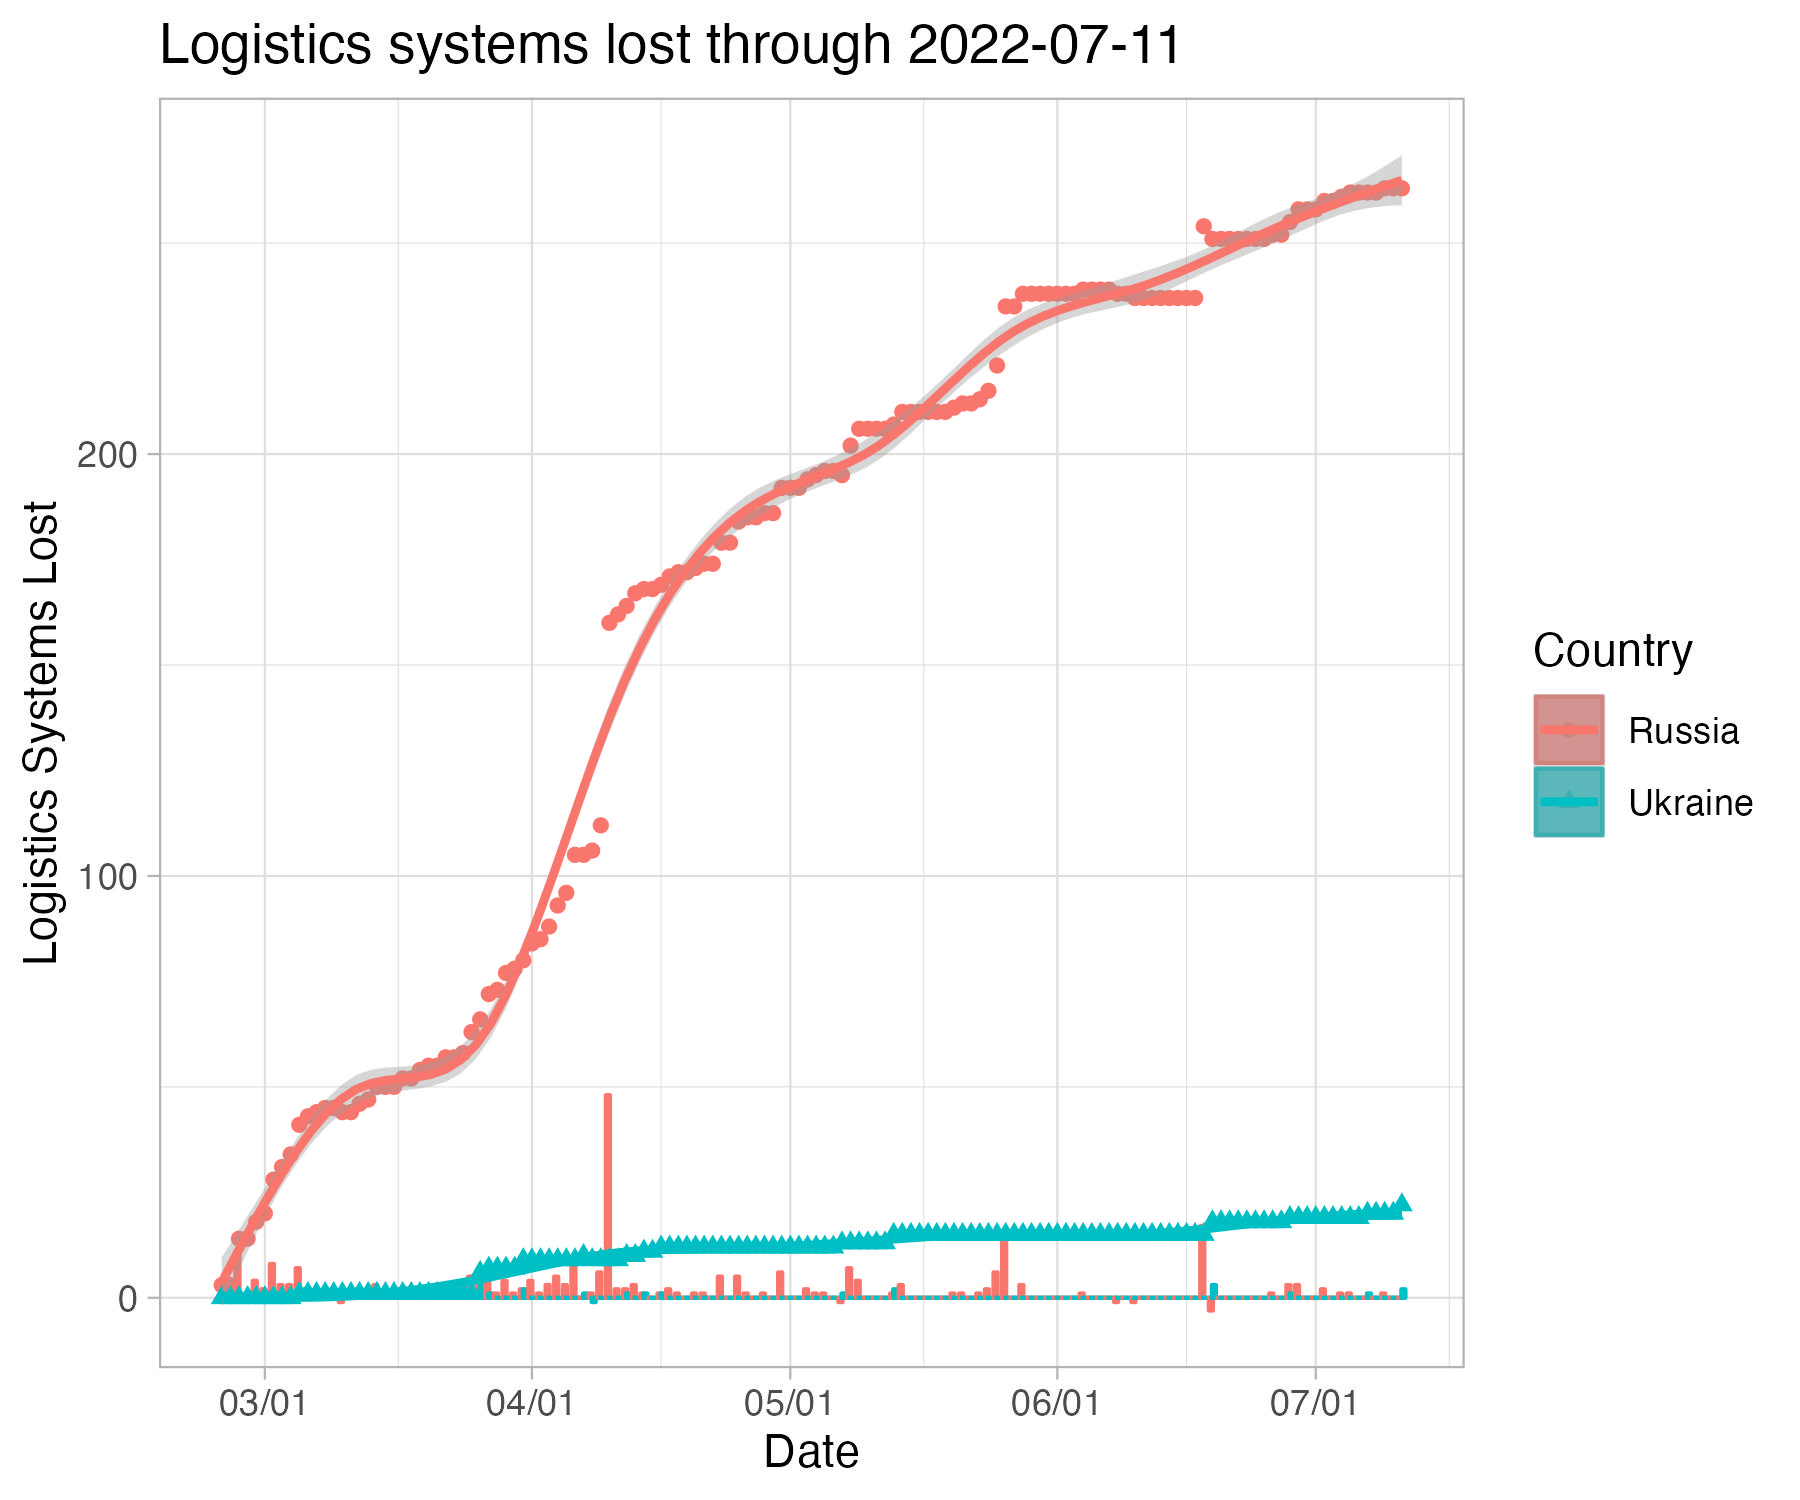 Logistics systems lost through 2022-07-11
Logistics Systems Lost
200
100
0
03/01
04/01
05/01
06/01
07/01
Date
Country
Russia
Ukraine